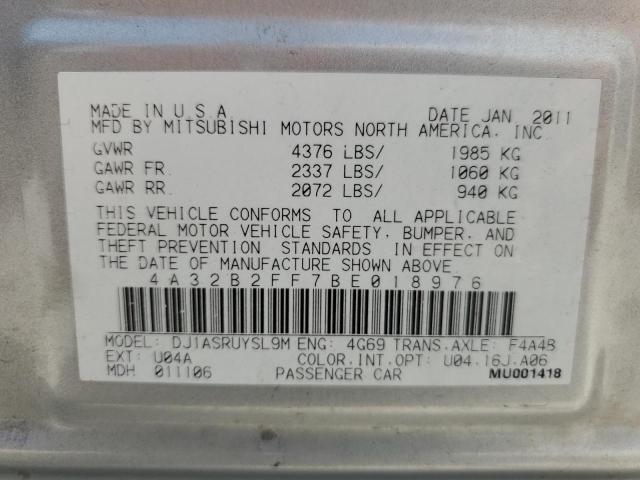 MADE IN U.S.A. DATE JAN 2011
MFD BY MITSUBISHI MOTORS NORTH AMERICA, INC.
GVWR 4376 LBS/ 1985 KG
GAWR FR. 2337 LBS/ 1060 KG
GAWR RR. 2072 LBS/ 940 KG
THIS VEHICLE CONFORMS TO ALL APPLICABLE
FEDERAL MOTOR VEHICLE SAFETY, BUMPER, AND
THEFT PREVENTION STANDARDS IN EFFECT ON
THE DATE OF MANUFACTURE SHOWN ABOVE.
4A32B2FF7BE018976
MODEL: DJ1ASRUYSL9M ENG: 4G69 TRANS.AXLE: F4A4B
EXT: U04A COLOR.INT.OPT: U04.16J.A06
MDH 011106 PASSENGER CAR MU001418